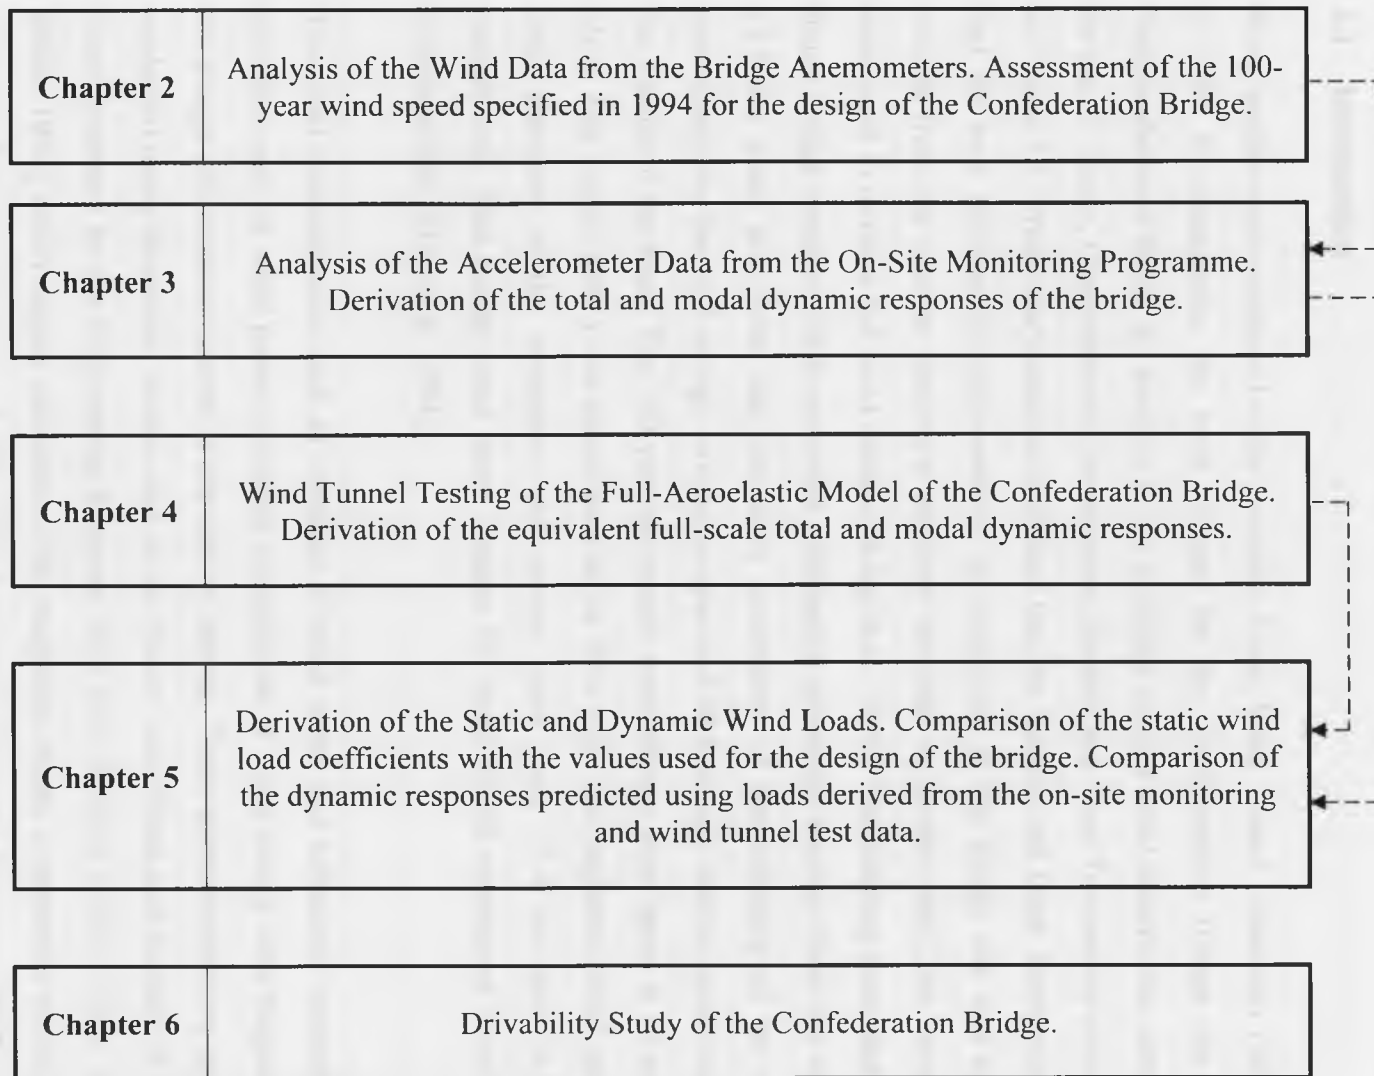 Chapter 2
Analysis of the Wind Data from the Bridge Anemometers. Assessment of the 100-
year wind speed specified in 1994 for the design of the Confederation Bridge.
Chapter 3
Analysis of the Accelerometer Data from the On-Site Monitoring Programme.
Derivation of the total and modal dynamic responses of the bridge.
Chapter 4
Wind Tunnel Testing of the Full-Aeroelastic Model of the Confederation Bridge.
Derivation of the equivalent full-scale total and modal dynamic responses.
Chapter 5
Derivation of the Static and Dynamic Wind Loads. Comparison of the static wind
load coefficients with the values used for the design of the bridge. Comparison of
the dynamic responses predicted using loads derived from the on-site monitoring
and wind tunnel test data.
Chapter 6
Drivability Study of the Confederation Bridge.